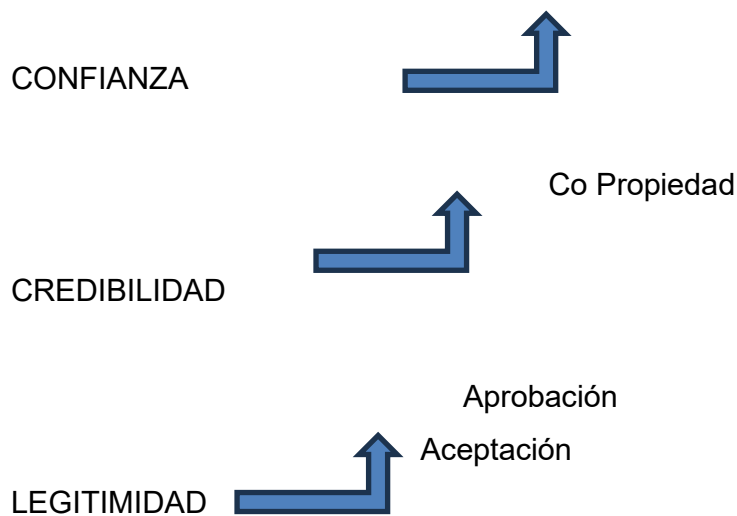 CONFIANZA
Co Propiedad
CREDIBILIDAD
Aprobación
Aceptación
LEGITIMIDAD